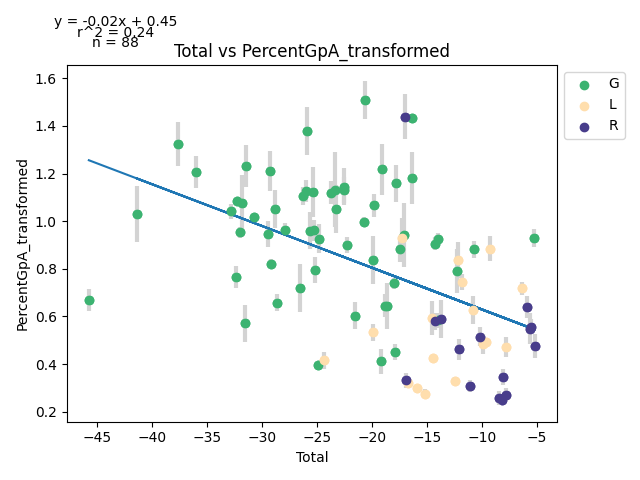 y = -0.02x + 0.45
r^2 = 0.24
n = 88
Total vs PercentGpA_transformed
PercentGpA_transformed
1.6
1.4
1.2
1.0
0.8
0.6
0.4
0.2
−45
−40
−35
−30
−25
−20
−15
−10
−5
Total
G
L
R